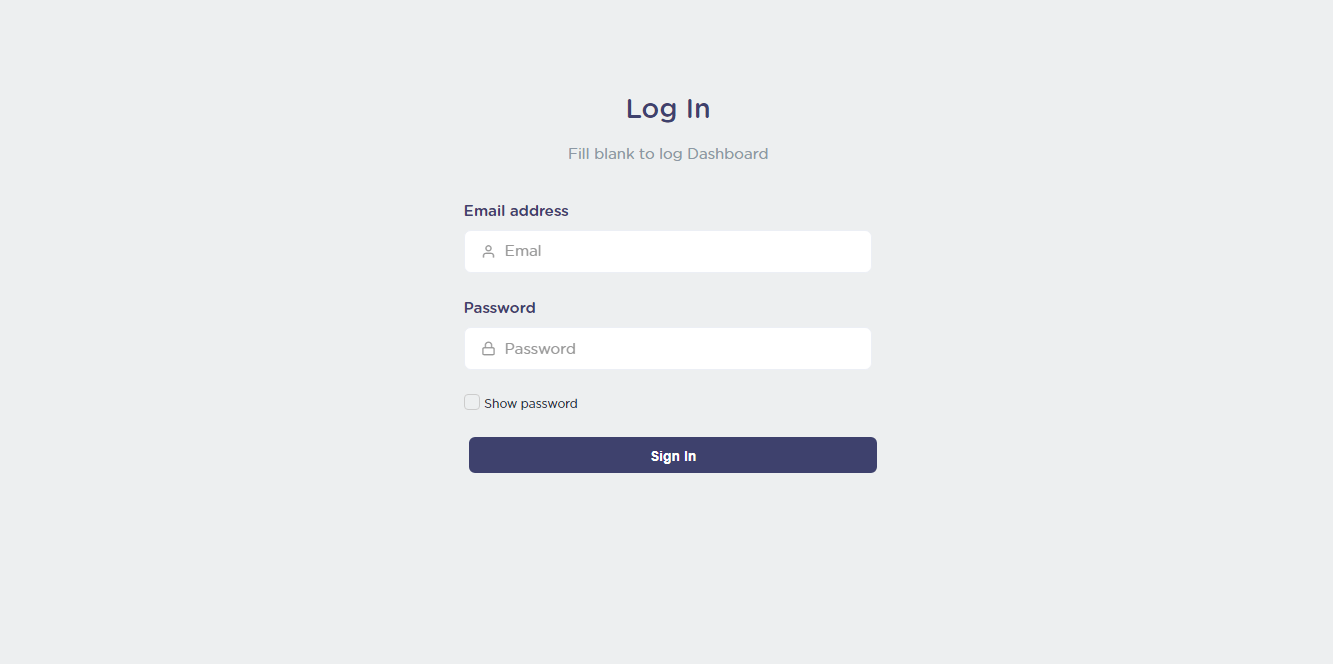 Log In
Fill blank to log Dashboard
Email address
Emal
Password
Password
Show password
Sign In